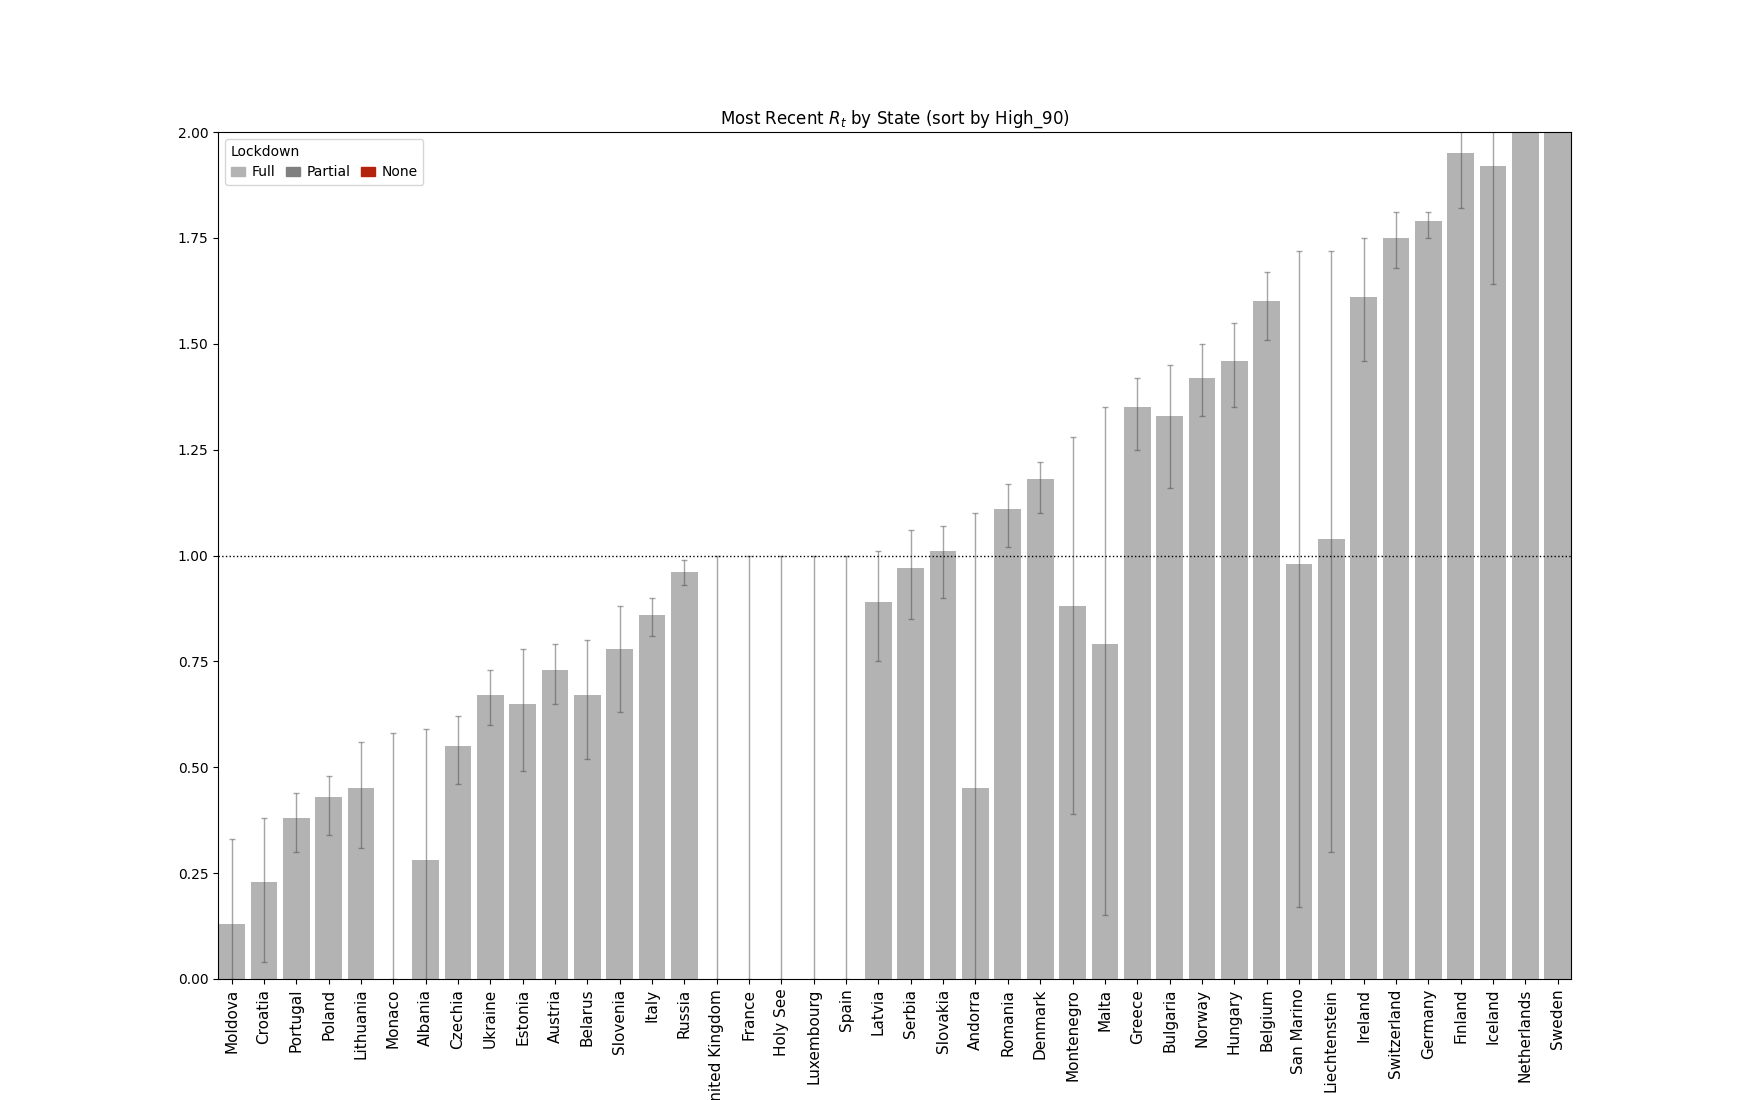 Most Recent R_t by State (sort by High_90)
Lockdown
Full Partial None
2.00
1.75
1.50
1.25
1.00
0.75
0.50
0.25
0.00
Moldova
Croatia
Portugal
Poland
Lithuania
Monaco
Albania
Czechia
Ukraine
Estonia
Austria
Belarus
Slovenia
Italy
Russia
nited Kingdom
France
Holy See
Luxembourg
Spain
Latvia
Serbia
Slovakia
Andorra
Romania
Denmark
Montenegro
Malta
Greece
Bulgaria
Norway
Hungary
Belgium
San Marino
Liechtenstein
Ireland
Switzerland
Germany
Finland
Iceland
Netherlands
Sweden